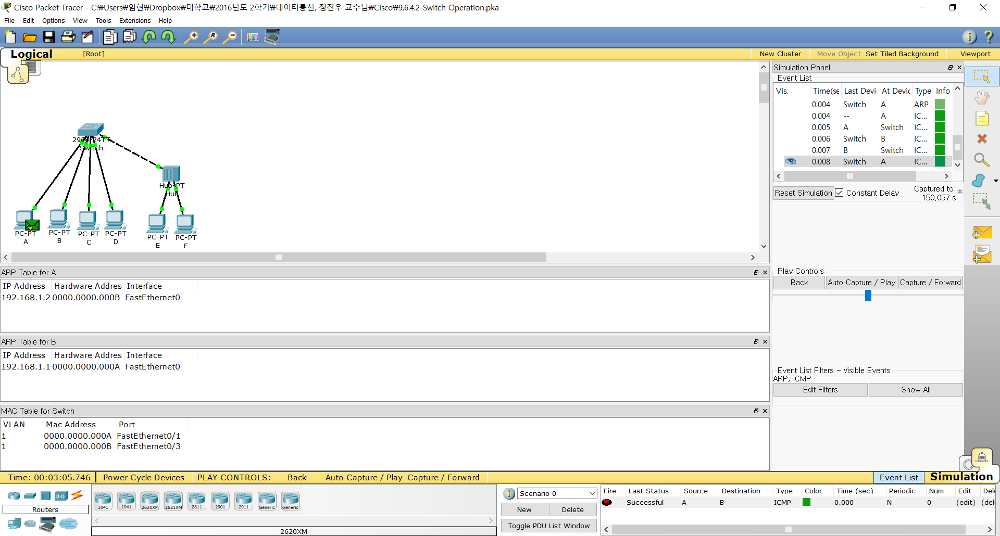 Cisco Packet Tracer - C:₩Users₩임현₩Dropbox₩대학교₩2016년도 2학기₩데이터통신, 정진우 교수님₩Cisco₩9.6.4.2-Switch Operation.pka
File Edit Options View Tools Extensions Help
Logical [Root] New Cluster Move Object Set Tiled Background Viewport
Simulation Panel
Event List
Vis. Time(se Last Devi At Devic Type Info
0.004 Switch A ARP
0.004 -- A IC...
0.005 A Switch IC...
0.006 Switch B IC...
0.007 B Switch IC...
0.008 Switch A IC...
Reset Simulation Constant Delay Captured to:
150,057 s
Play Controls
Back Auto Capture / Play Capture / Forward
Event List Filters - Visible Events
ARP, ICMP
Edit Filters Show All
2960-24TT
Switch
Hub-PT
Hub
PC-PT
A
PC-PT
B
PC-PT
C
PC-PT
D
PC-PT
E
PC-PT
F
ARP Table for A
IP Address Hardware Addres Interface
192.168.1.2 0000.0000.000B FastEthernet0
ARP Table for B
IP Address Hardware Addres Interface
192.168.1.1 0000.0000.000A FastEthernet0
MAC Table for Switch
VLAN Mac Address Port
1 0000.0000.000A FastEthernet0/1
1 0000.0000.000B FastEthernet0/3
Time: 00:03:05.746 Power Cycle Devices PLAY CONTROLS: Back Auto Capture / Play Capture / Forward Event List Simulation
Routers
1841 1941 2620XM 2621XM 2811 2901 2911 Generic Generic
2620XM
Scenario 0
New Delete
Toggle PDU List Window
Fire Last Status Source Destination Type Color Time (sec) Periodic Num Edit Dele
Successful A B ICMP 0.000 N 0 (edit) (del